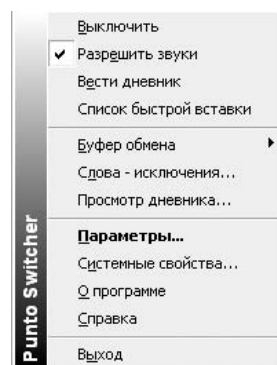 Выключить
Разрешить звуки
Вести дневник
Список быстрой вставки
Буфер обмена
Слова - исключения...
Просмотр дневника...
Параметры...
Системные свойства...
О программе
Справка
Выход
Punto Switcher